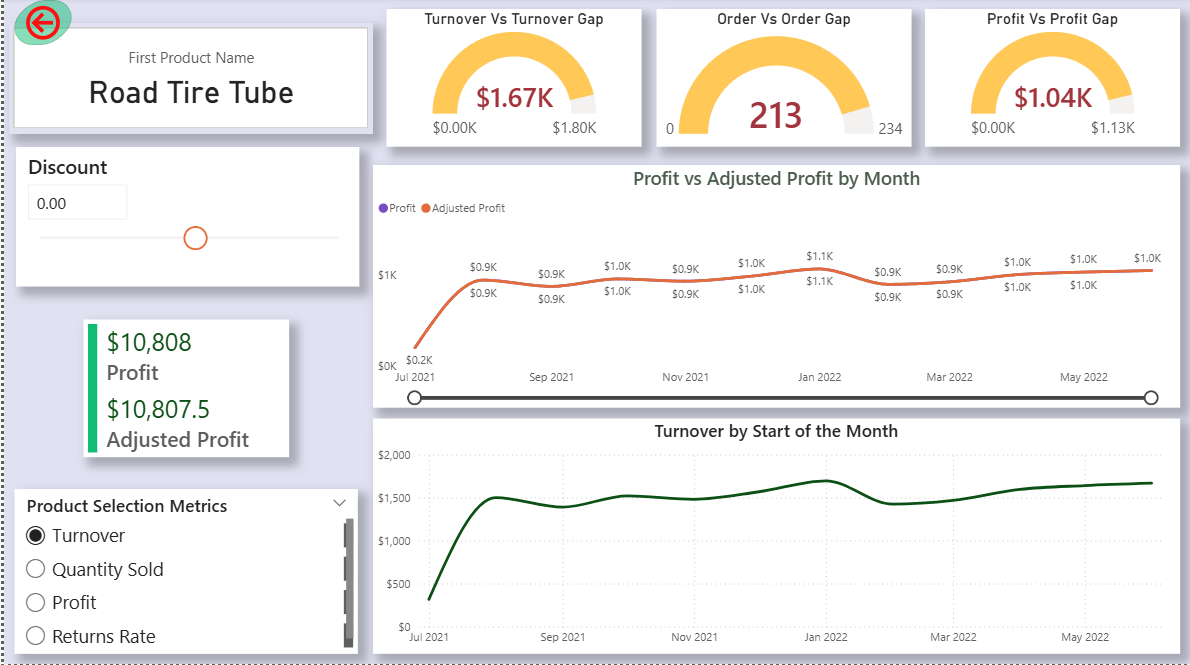 First Product Name
Road Tire Tube
Discount
0.00
$10,808
Profit
$10,807.5
Adjusted Profit
Product Selection Metrics
Turnover
Quantity Sold
Profit
Returns Rate
Turnover Vs Turnover Gap
$1.67K
$0.00K $1.80K
Order Vs Order Gap
213
0 234
Profit Vs Profit Gap
$1.04K
$0.00K $1.13K
Profit vs Adjusted Profit by Month
Profit Adjusted Profit
$1K
$0K
$0.9K $0.9K $1.0K $0.9K $1.0K $1.1K $0.9K $0.9K $1.0K $1.0K $1.0K
$0.2K $0.9K $0.9K $1.0K $0.9K $1.0K $1.1K $0.9K $0.9K $1.0K $1.0K
Jul 2021 Sep 2021 Nov 2021 Jan 2022 Mar 2022 May 2022
Turnover by Start of the Month
$2,000
$1,500
$1,000
$500
$0
Jul 2021 Sep 2021 Nov 2021 Jan 2022 Mar 2022 May 2022